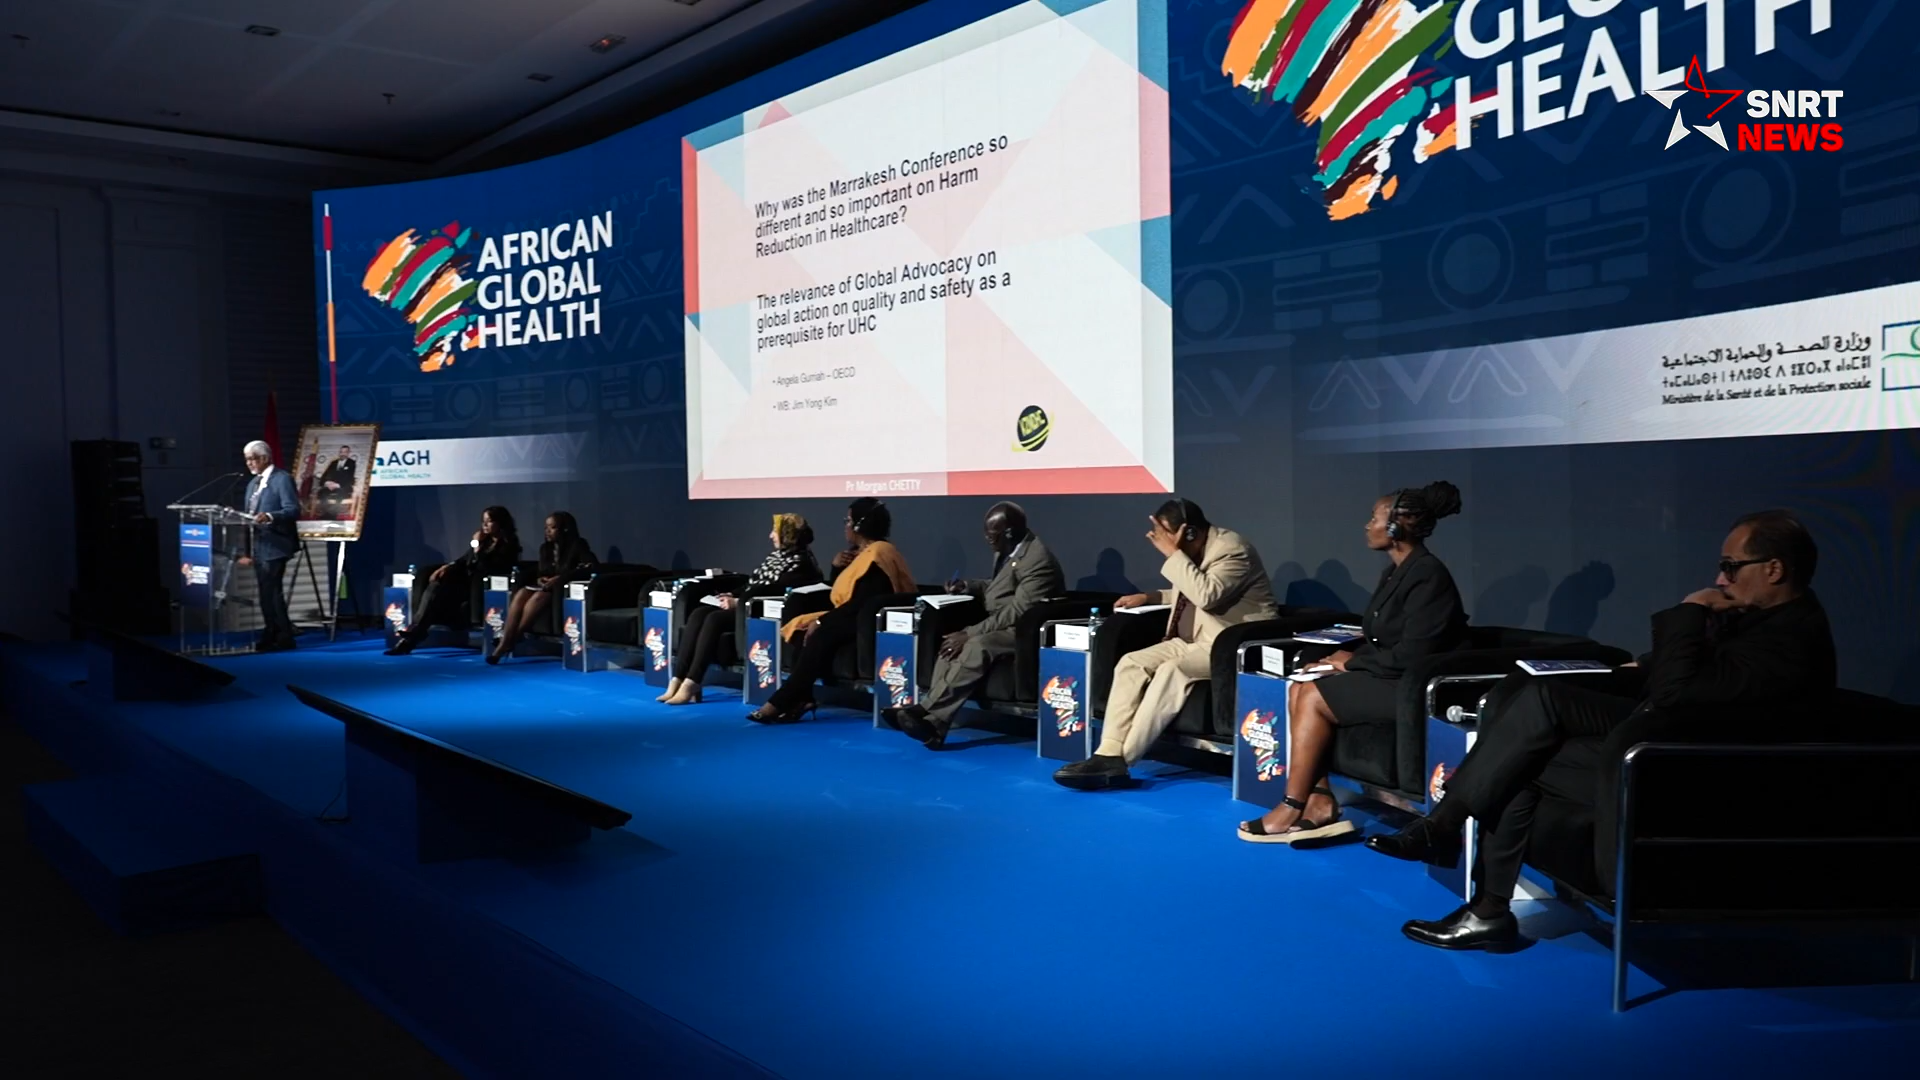 AFRICAN
GLOBAL
HEALTH
AGH
AFRICAN
GLOBAL HEALTH
Why was the Marrakesh Conference so
different and so important on Harm
Reduction in Healthcare?
The relevance of Global Advocacy on
global action on quality and safety as a
prerequisite for UHC
• Angela Gurriah – OECD
• WB: Jim Yong Kim
Pr Morgan CHETTY
HEALTH
SNRT
NEWS
وزارة الصحة والحماية الاجتماعية
Ministère de la Santé et de la Protection sociale
AFRICAN
GLOBAL
HEALTH